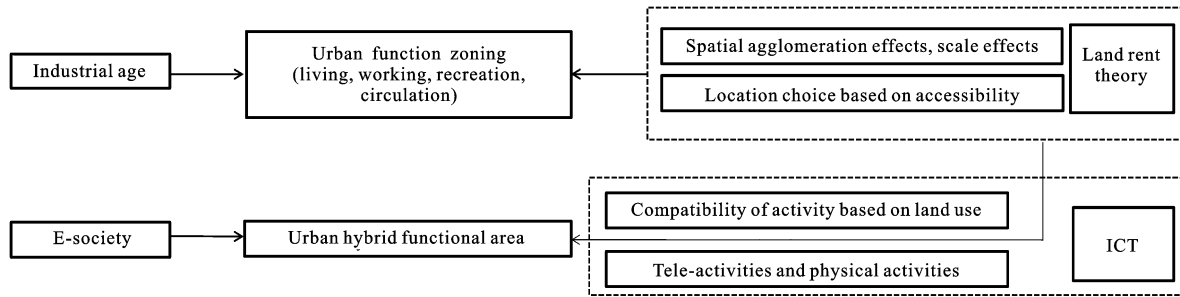 Industrial age
Urban function zoning
(living, working, recreation,
circulation)
Spatial agglomeration effects, scale effects
Location choice based on accessibility
Land rent
theory
E-society
Urban hybrid functional area
Compatibility of activity based on land use
Tele-activities and physical activities
ICT